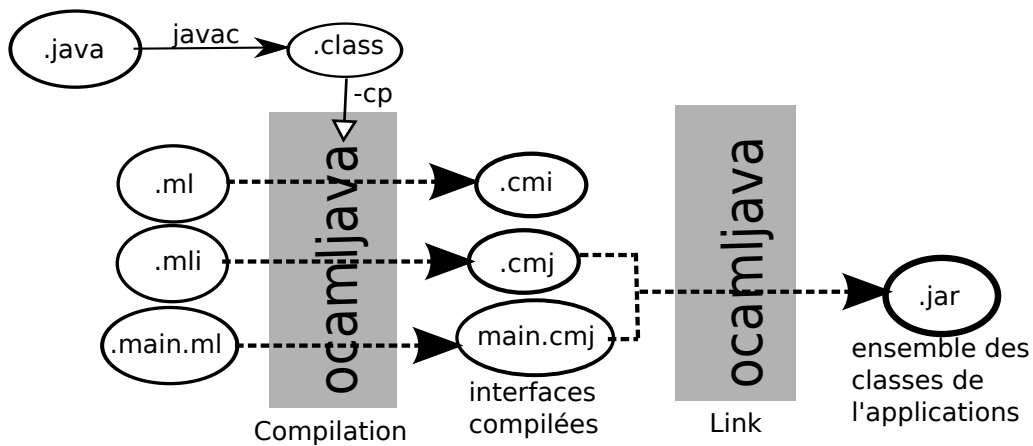 .java
javac
.class
-cp
ocamljava
ocamljava
.ml
.cmi
.mli
.cmj
.jar
.main.ml
main.cmj
interfaces
compilées
ensemble des
classes de
l'applications
Compilation
Link